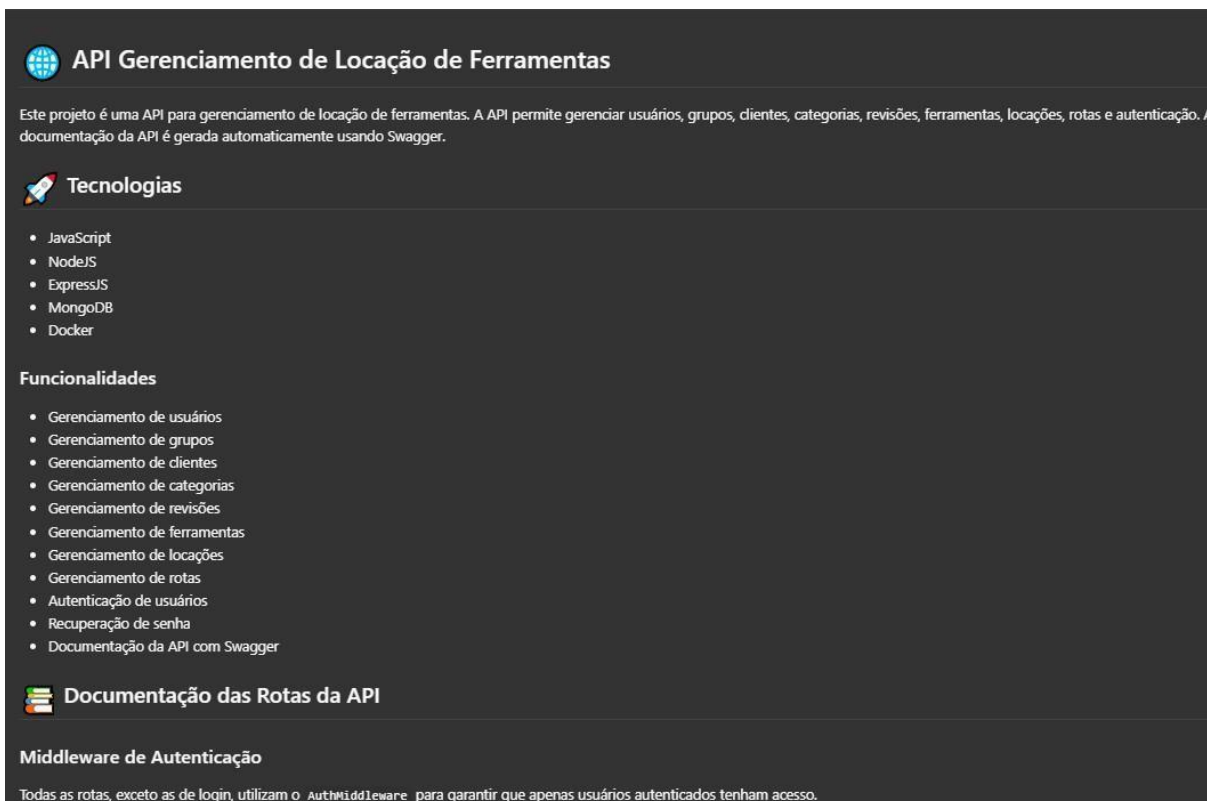 API Gerenciamento de Locação de Ferramentas
Este projeto é uma API para gerenciamento de locação de ferramentas. A API permite gerenciar usuários, grupos, clientes, categorias, revisões, ferramentas, locações, rotas e autenticação. A
documentação da API é gerada automaticamente usando Swagger.
Tecnologias
JavaScript
NodeJS
ExpressJS
MongoDB
Docker
Funcionalidades
Gerenciamento de usuários
Gerenciamento de grupos
Gerenciamento de clientes
Gerenciamento de categorias
Gerenciamento de revisões
Gerenciamento de ferramentas
Gerenciamento de locações
Gerenciamento de rotas
Autenticação de usuários
Recuperação de senha
Documentação da API com Swagger
Documentação das Rotas da API
Middleware de Autenticação
Todas as rotas, exceto as de login, utilizam o AuthMiddleware para garantir que apenas usuários autenticados tenham acesso.